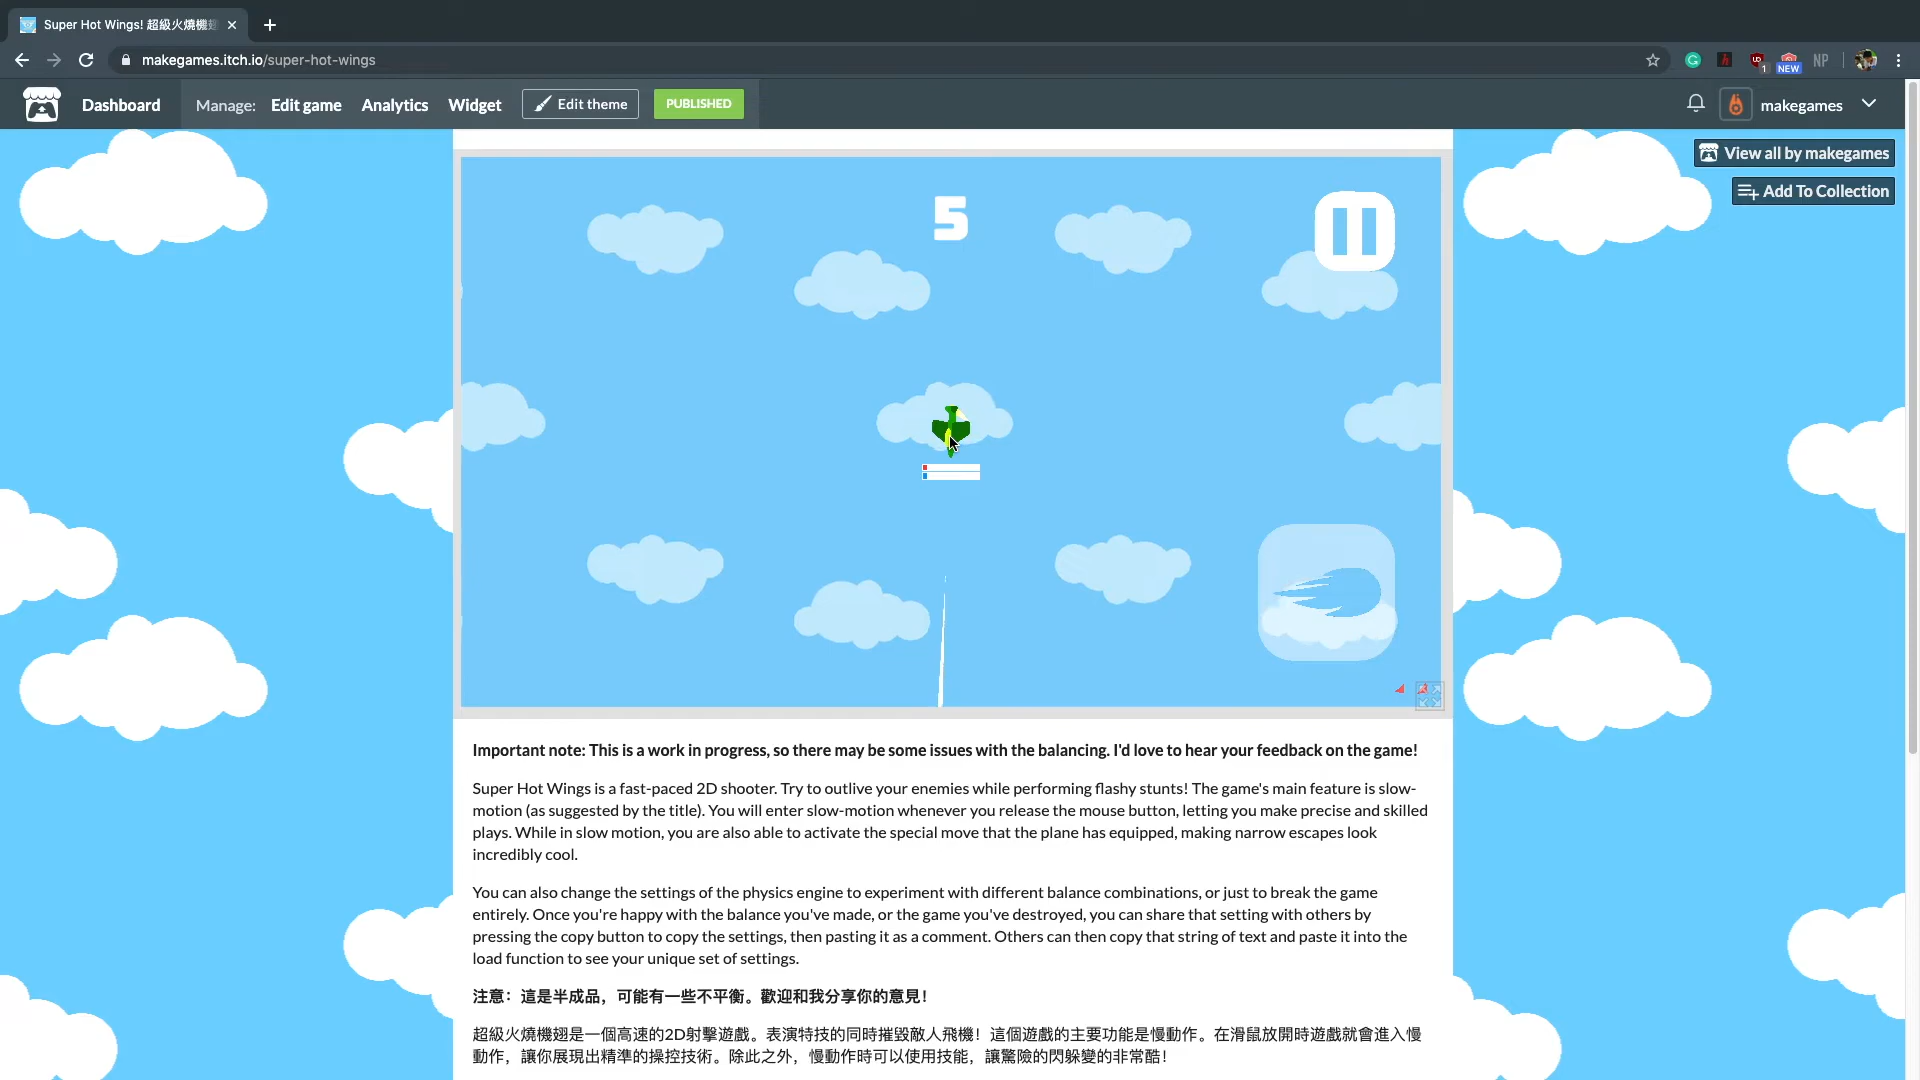 Super Hot Wings! 超級火燒機翅
makegames.itch.io/super-hot-wings
1
NEW
NP
Dashboard
Manage:
Edit game
Analytics
Widget
Edit theme
PUBLISHED
makegames
View all by makegames
Add To Collection
5
Important note: This is a work in progress, so there may be some issues with the balancing. I'd love to hear your feedback on the game!
Super Hot Wings is a fast-paced 2D shooter. Try to outlive your enemies while performing flashy stunts! The game's main feature is slow-
motion (as suggested by the title). You will enter slow-motion whenever you release the mouse button, letting you make precise and skilled
plays. While in slow motion, you are also able to activate the special move that the plane has equipped, making narrow escapes look
incredibly cool.
You can also change the settings of the physics engine to experiment with different balance combinations, or just to break the game
entirely. Once you're happy with the balance you've made, or the game you've destroyed, you can share that setting with others by
pressing the copy button to copy the settings, then pasting it as a comment. Others can then copy that string of text and paste it into the
load function to see your unique set of settings.
注意：這是半成品，可能有一些不平衡。歡迎和我分享你的意見！
超級火燒機翅是一個高速的2D射擊遊戲。表演特技的同時摧毀敵人飛機！這個遊戲的主要功能是慢動作。在滑鼠放開時遊戲就會進入慢
動作，讓你展現出精準的操控技術。除此之外，慢動作時可以使用技能，讓驚險的閃躲變的非常酷！